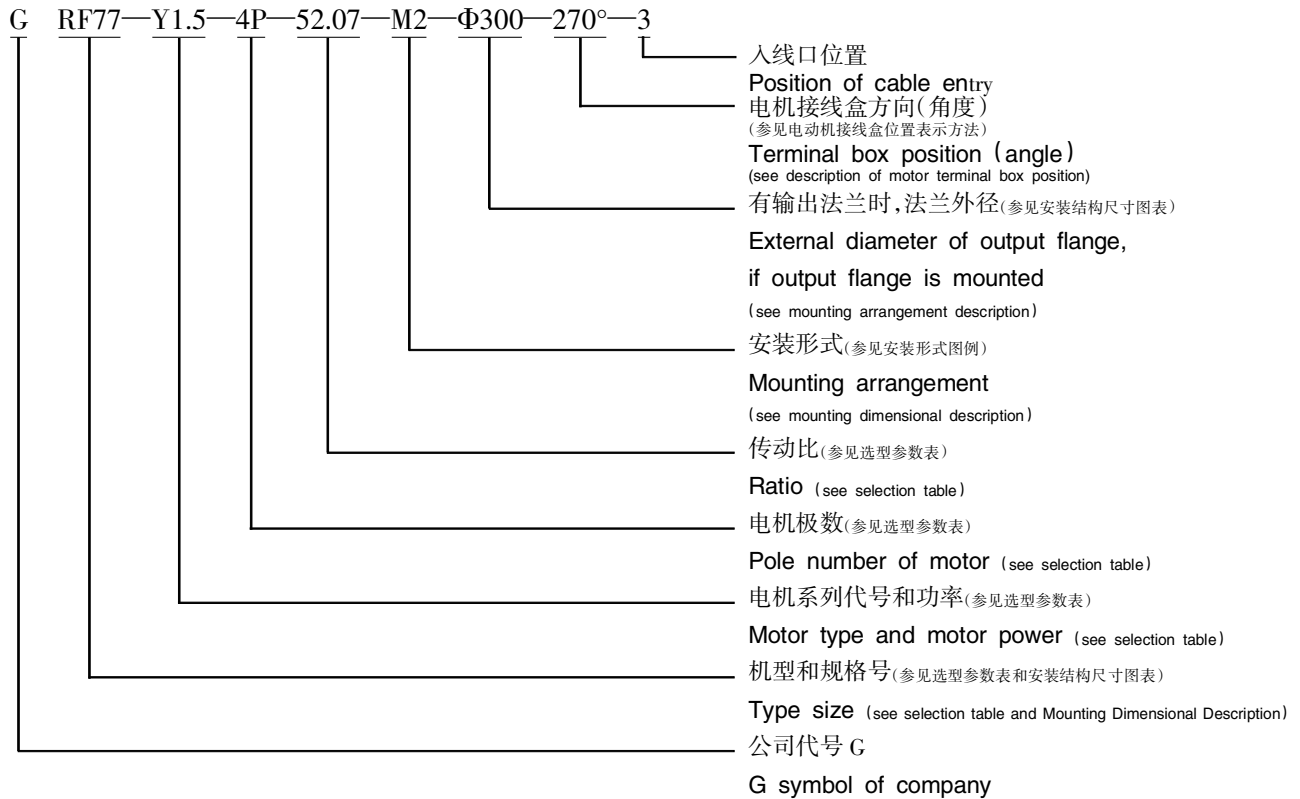 G RF77—Y1.5—4P—52.07—M2—Φ300—270°—3
入线口位置
Position of cable entry
电机接线盒方向(角度)
(参见电动机接线盒位置表示方法)
Terminal box position (angle)
(see description of motor terminal box position)
有输出法兰时,法兰外径(参见安装结构尺寸图表)
External diameter of output flange,
if output flange is mounted
(see mounting arrangement description)
安装形式(参见安装形式图例)
Mounting arrangement
(see mounting dimensional description)
传动比(参见选型参数表)
Ratio (see selection table)
电机极数(参见选型参数表)
Pole number of motor (see selection table)
电机系列代号和功率(参见选型参数表)
Motor type and motor power (see selection table)
机型和规格号(参见选型参数表和安装结构尺寸图表)
Type size (see selection table and Mounting Dimensional Description)
公司代号 G
G symbol of company